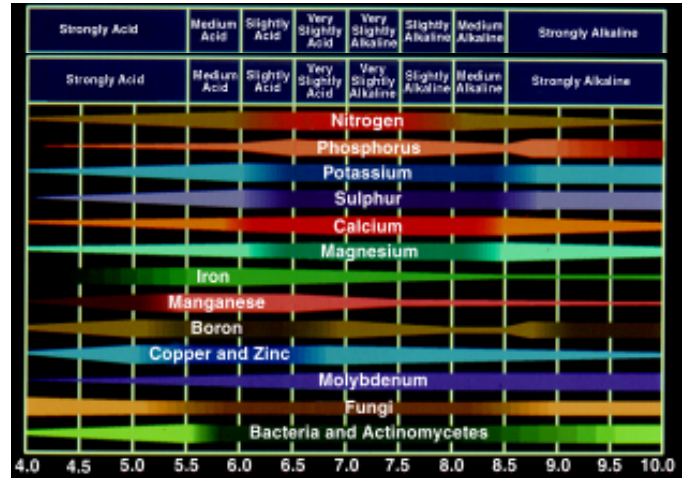 Strongly Acid Medium Acid Slightly Acid Very Slightly Acid Very Slightly Alkaline Slightly Alkaline Medium Alkaline Strongly Alkaline
Strongly Acid Medium Acid Slightly Acid Very Slightly Acid Very Slightly Alkaline Slightly Alkaline Medium Alkaline Strongly Alkaline
Nitrogen
Phosphorus
Potassium
Sulphur
Calcium
Magnesium
Iron
Manganese
Boron
Copper and Zinc
Molybdenum
Fungi
Bacteria and Actinomycetes
4.0 4.5 5.0 5.5 6.0 6.5 7.0 7.5 8.0 8.5 9.0 9.5 10.0